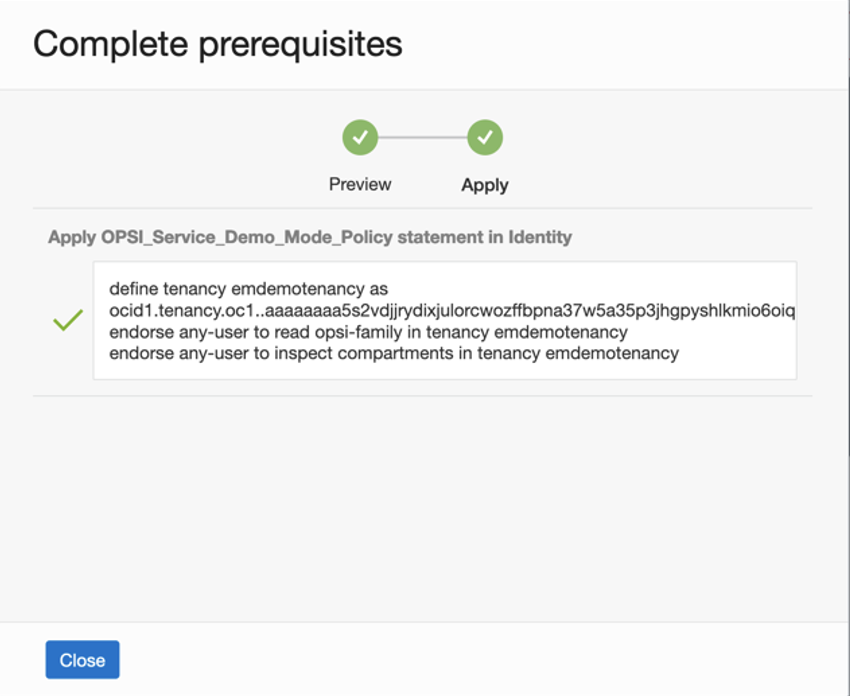 Complete prerequisites
Preview
Apply
Apply OPSI_Service_Demo_Mode_Policy statement in Identity
define tenancy emdemotenancy as
ocid1.tenancy.oc1..aaaaaaaa5s2vdjjrydixjulorcwozffbpna37w5a35p3jhgpyshlkmio6oiq
endorse any-user to read opsi-family in tenancy emdemotenancy
endorse any-user to inspect compartments in tenancy emdemotenancy
Close